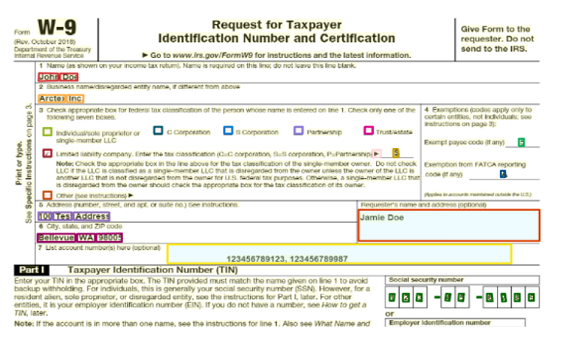 Form W-9
(Rev. October 2018)
Department of the Treasury
Internal Revenue Service
Request for Taxpayer
Identification Number and Certification
▶ Go to www.irs.gov/FormW9 for instructions and the latest information.
Give Form to the
requester. Do not
send to the IRS.
Print or type.
See Specific Instructions on page 3.
1 Name (as shown on your income tax return). Name is required on this line; do not leave this line blank.
John Doe
2 Business name/disregarded entity name, if different from above
Arctex Inc
3 Check appropriate box for federal tax classification of the person whose name is entered on line 1. Check only one of the
following seven boxes.
Individual/sole proprietor or
single-member LLC
C Corporation
S Corporation
Partnership
Trust/estate
Limited liability company. Enter the tax classification (C=C corporation, S=S corporation, P=Partnership) ▶
Note: Check the appropriate box in the line above for the tax classification of the single-member owner. Do not check
LLC if the LLC is classified as a single-member LLC that is disregarded from the owner unless the owner of the LLC is
another LLC that is not disregarded from the owner for U.S. federal tax purposes. Otherwise, a single-member LLC that
is disregarded from the owner should check the appropriate box for the tax classification of its owner.
Other (see instructions) ▶
4 Exemptions (codes apply only to
certain entities, not individuals; see
instructions on page 3):
Exempt payee code (if any)
Exemption from FATCA reporting
code (if any)
(Applies to accounts maintained outside the U.S.)
5 Address (number, street, and apt. or suite no.) See instructions.
100 Test Address
6 City, state, and ZIP code
Bellevue WA 98005
Requester's name and address (optional)
Jamie Doe
7 List account number(s) here (optional)
123456789123, 123456789987
Part I Taxpayer Identification Number (TIN)
Enter your TIN in the appropriate box. The TIN provided must match the name given on line 1 to avoid
backup withholding. For individuals, this is generally your social security number (SSN). However, for a
resident alien, sole proprietor, or disregarded entity, see the instructions for Part I, later. For other
entities, it is your employer identification number (EIN). If you do not have a number, see How to get a
TIN, later.
Note: If the account is in more than one name, see the instructions for line 1. Also see What Name and
Social security number
or
Employer identification number